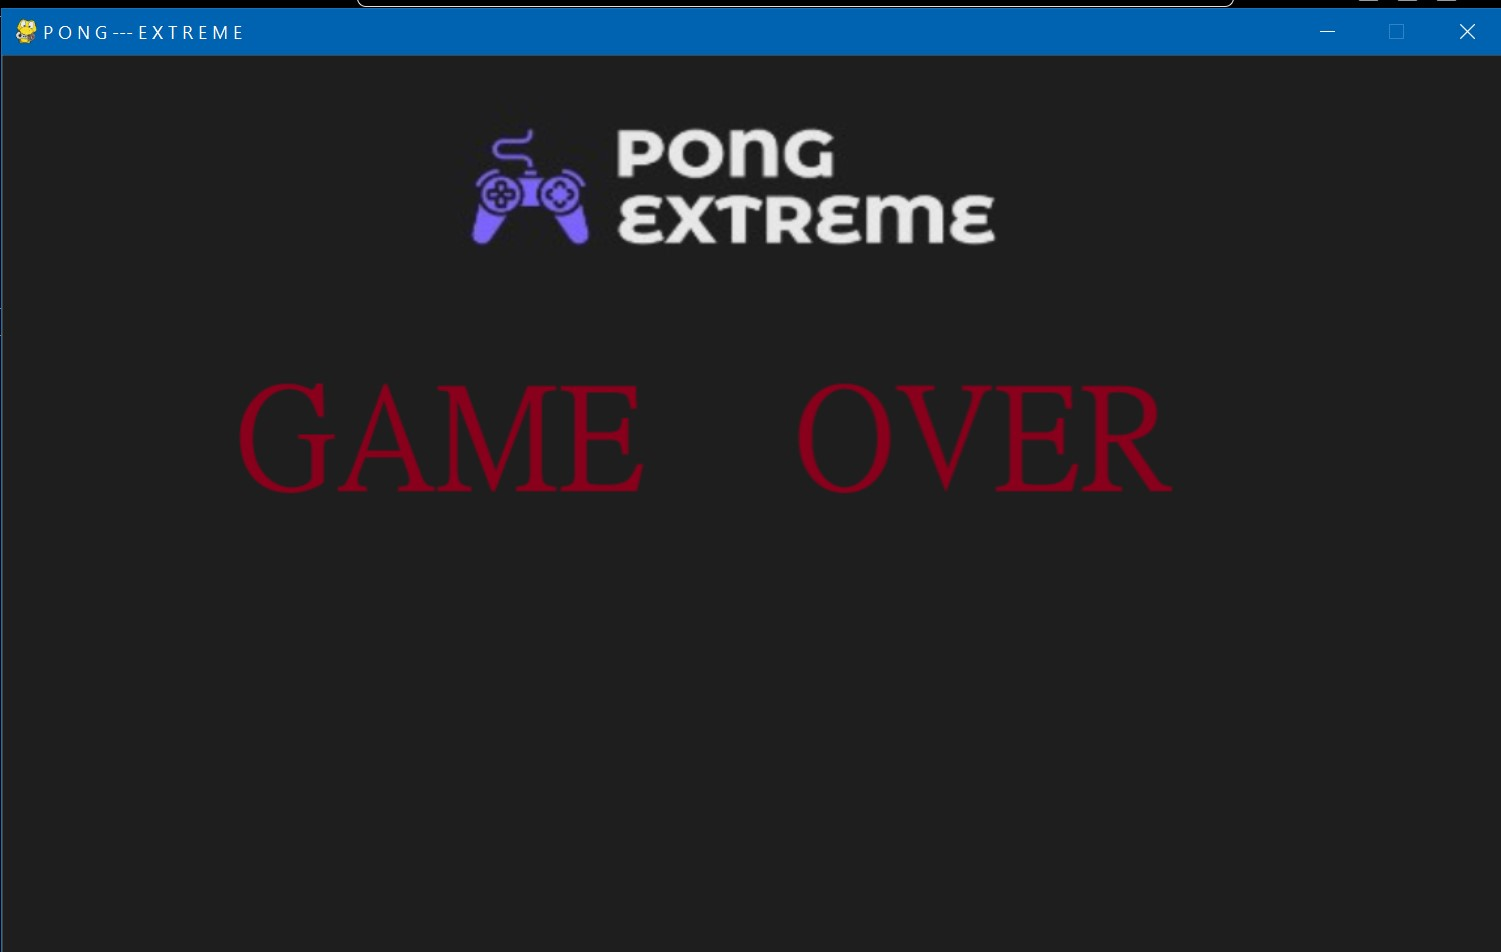 P O N G --- E X T R E M E
PONG
EXTREME
GAME OVER